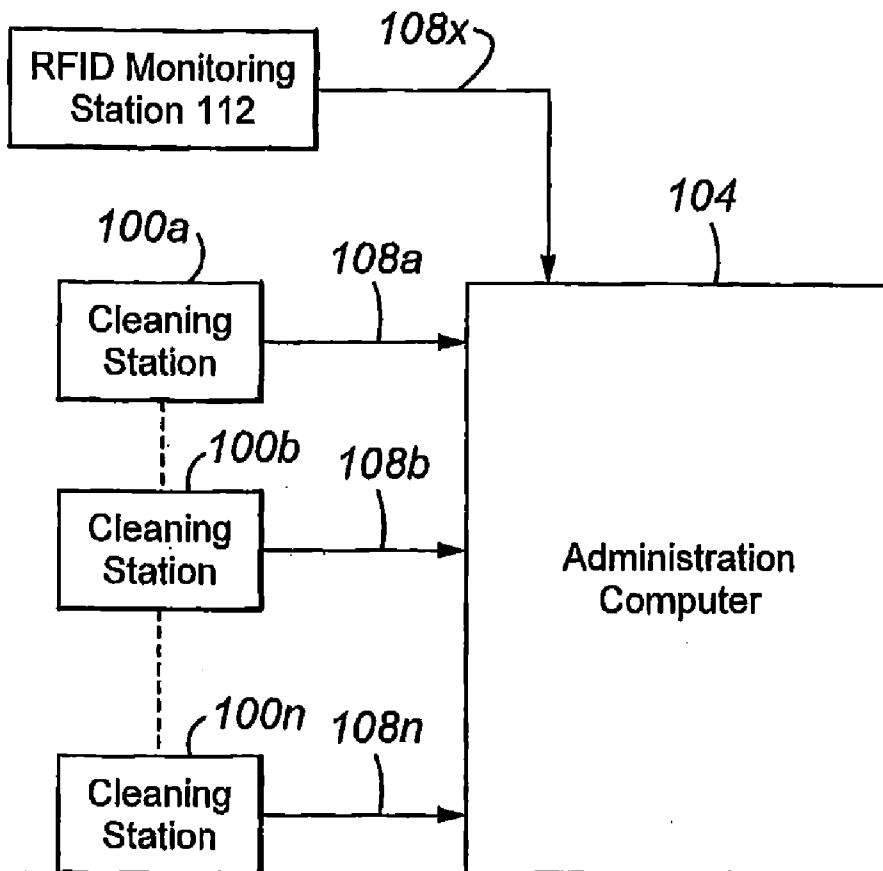 108x
RFID Monitoring
Station 112
104
100a
108a
Cleaning
Station
100b
108b
Cleaning
Station
Administration
Computer
100n
108n
Cleaning
Station